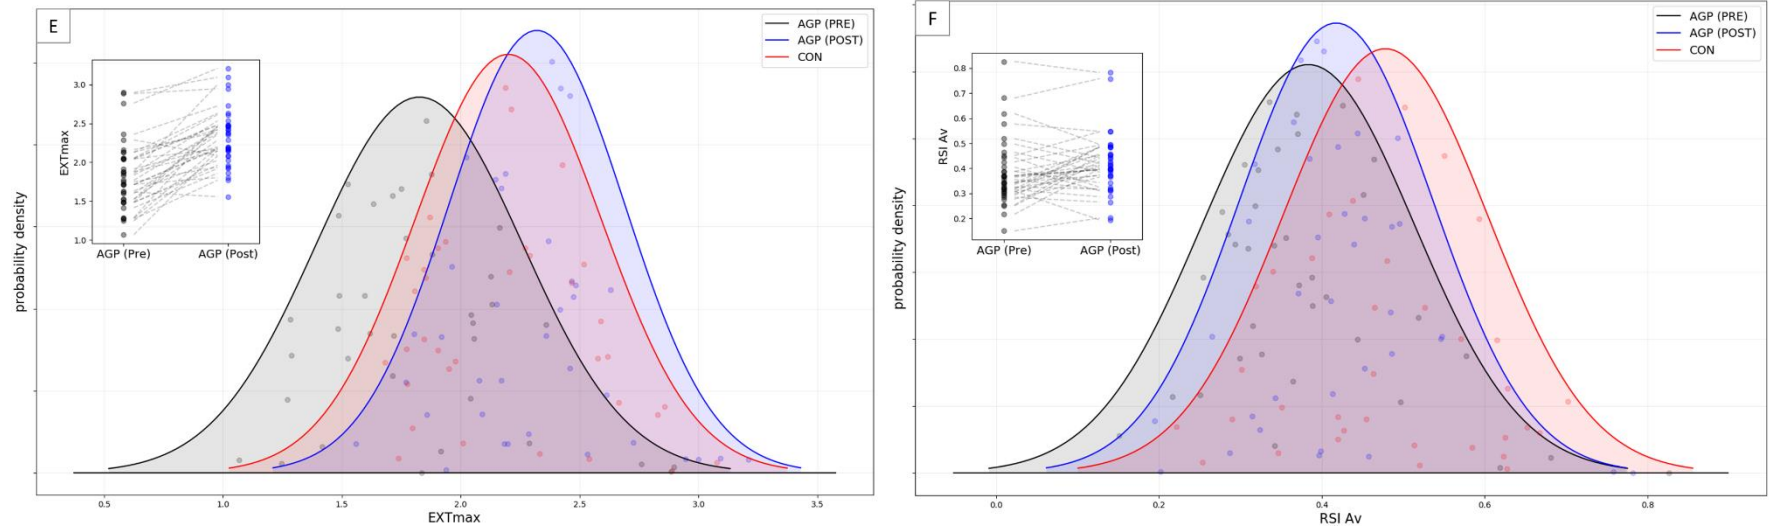 E
AGP (PRE)
AGP (POST)
CON
probability density
EXTmax
3.0
2.5
2.0
1.5
1.0
AGP (Pre)
AGP (Post)
0.5
1.0
1.5
2.0
2.5
3.0
3.5
EXTmax
F
AGP (PRE)
AGP (POST)
CON
probability density
RSI Av
0.8
0.7
0.6
0.5
0.4
0.3
0.2
AGP (Pre)
AGP (Post)
0.0
0.2
0.4
0.6
0.8
RSI Av